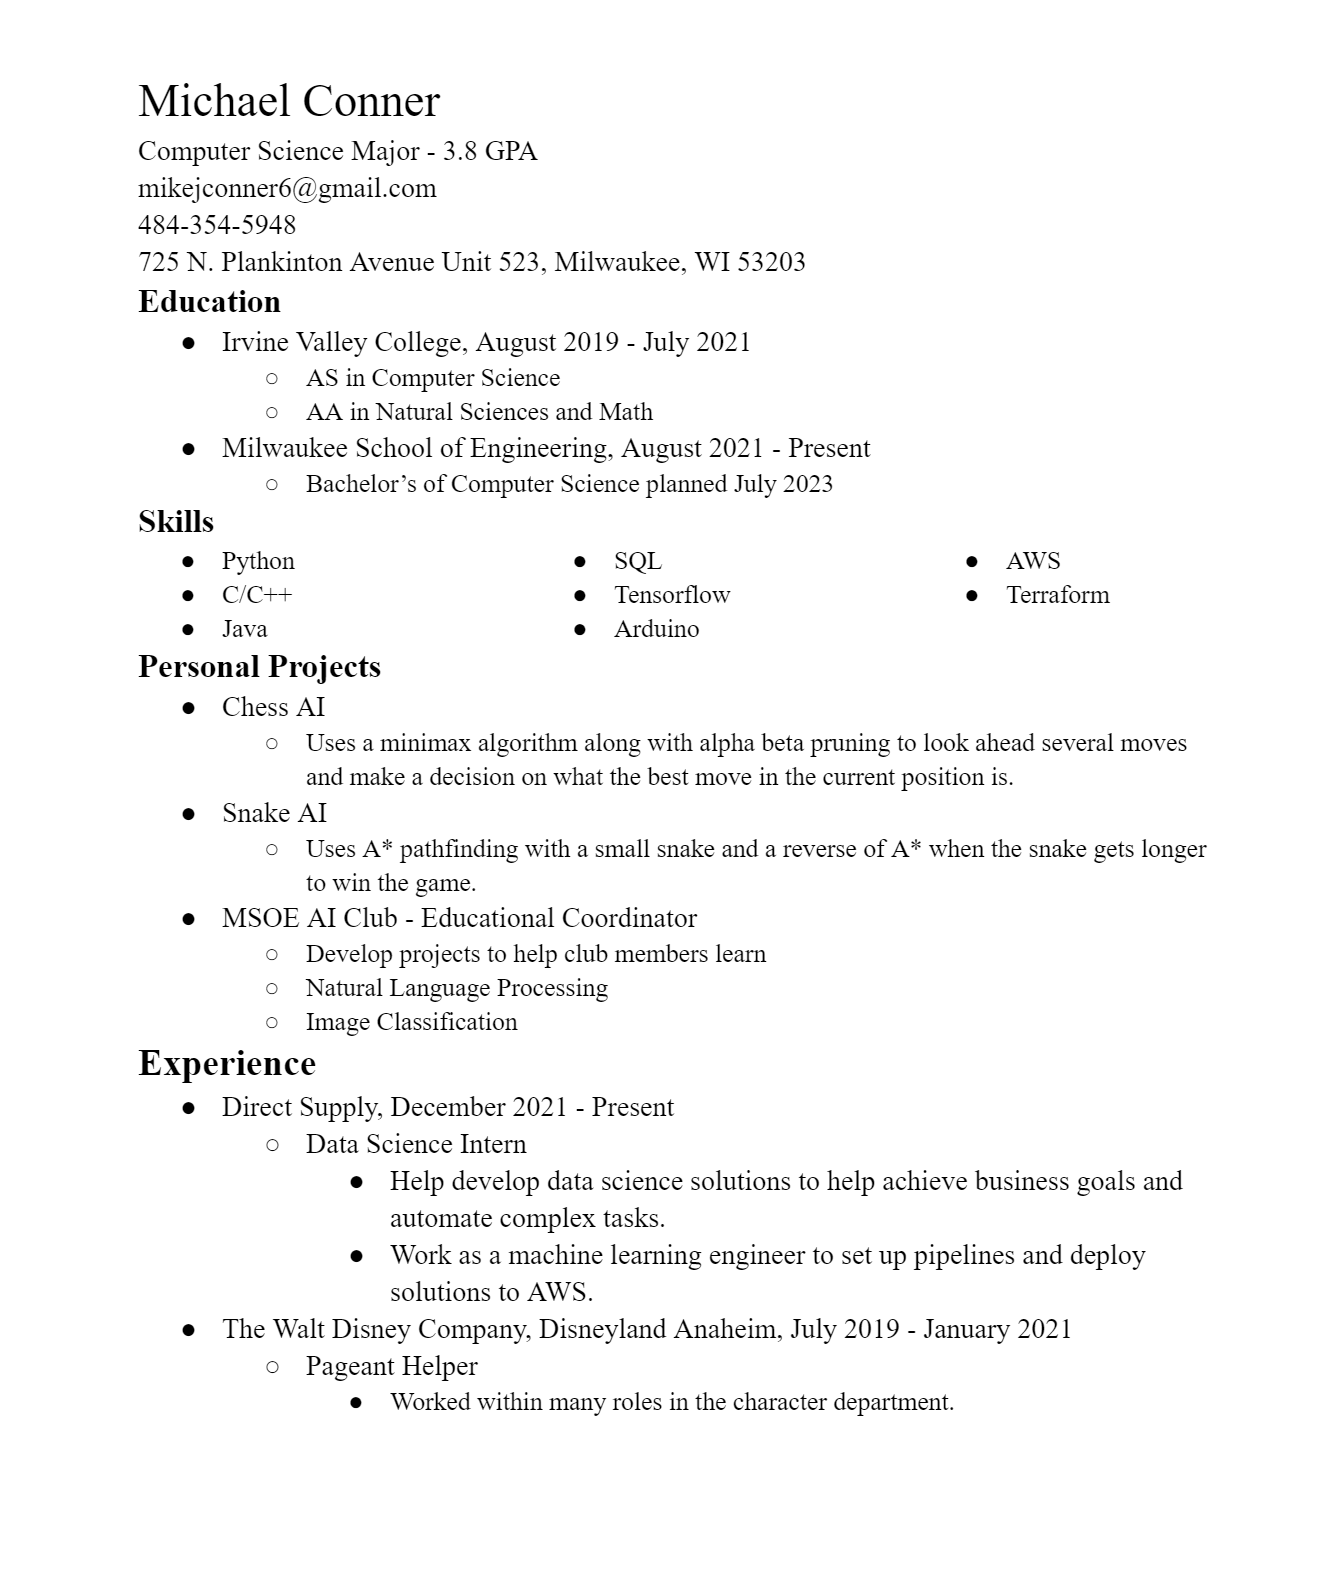 Michael Conner
Computer Science Major - 3.8 GPA
mikejconner6@gmail.com
484-354-5948
725 N. Plankinton Avenue Unit 523, Milwaukee, WI 53203
Education
● Irvine Valley College, August 2019 - July 2021
○ AS in Computer Science
○ AA in Natural Sciences and Math
● Milwaukee School of Engineering, August 2021 - Present
○ Bachelor’s of Computer Science planned July 2023
Skills
● Python
● C/C++
● Java
● SQL
● Tensorflow
● Arduino
● AWS
● Terraform
Personal Projects
● Chess AI
○ Uses a minimax algorithm along with alpha beta pruning to look ahead several moves
and make a decision on what the best move in the current position is.
● Snake AI
○ Uses A* pathfinding with a small snake and a reverse of A* when the snake gets longer
to win the game.
● MSOE AI Club - Educational Coordinator
○ Develop projects to help club members learn
○ Natural Language Processing
○ Image Classification
Experience
● Direct Supply, December 2021 - Present
○ Data Science Intern
● Help develop data science solutions to help achieve business goals and
automate complex tasks.
● Work as a machine learning engineer to set up pipelines and deploy
solutions to AWS.
● The Walt Disney Company, Disneyland Anaheim, July 2019 - January 2021
○ Pageant Helper
● Worked within many roles in the character department.